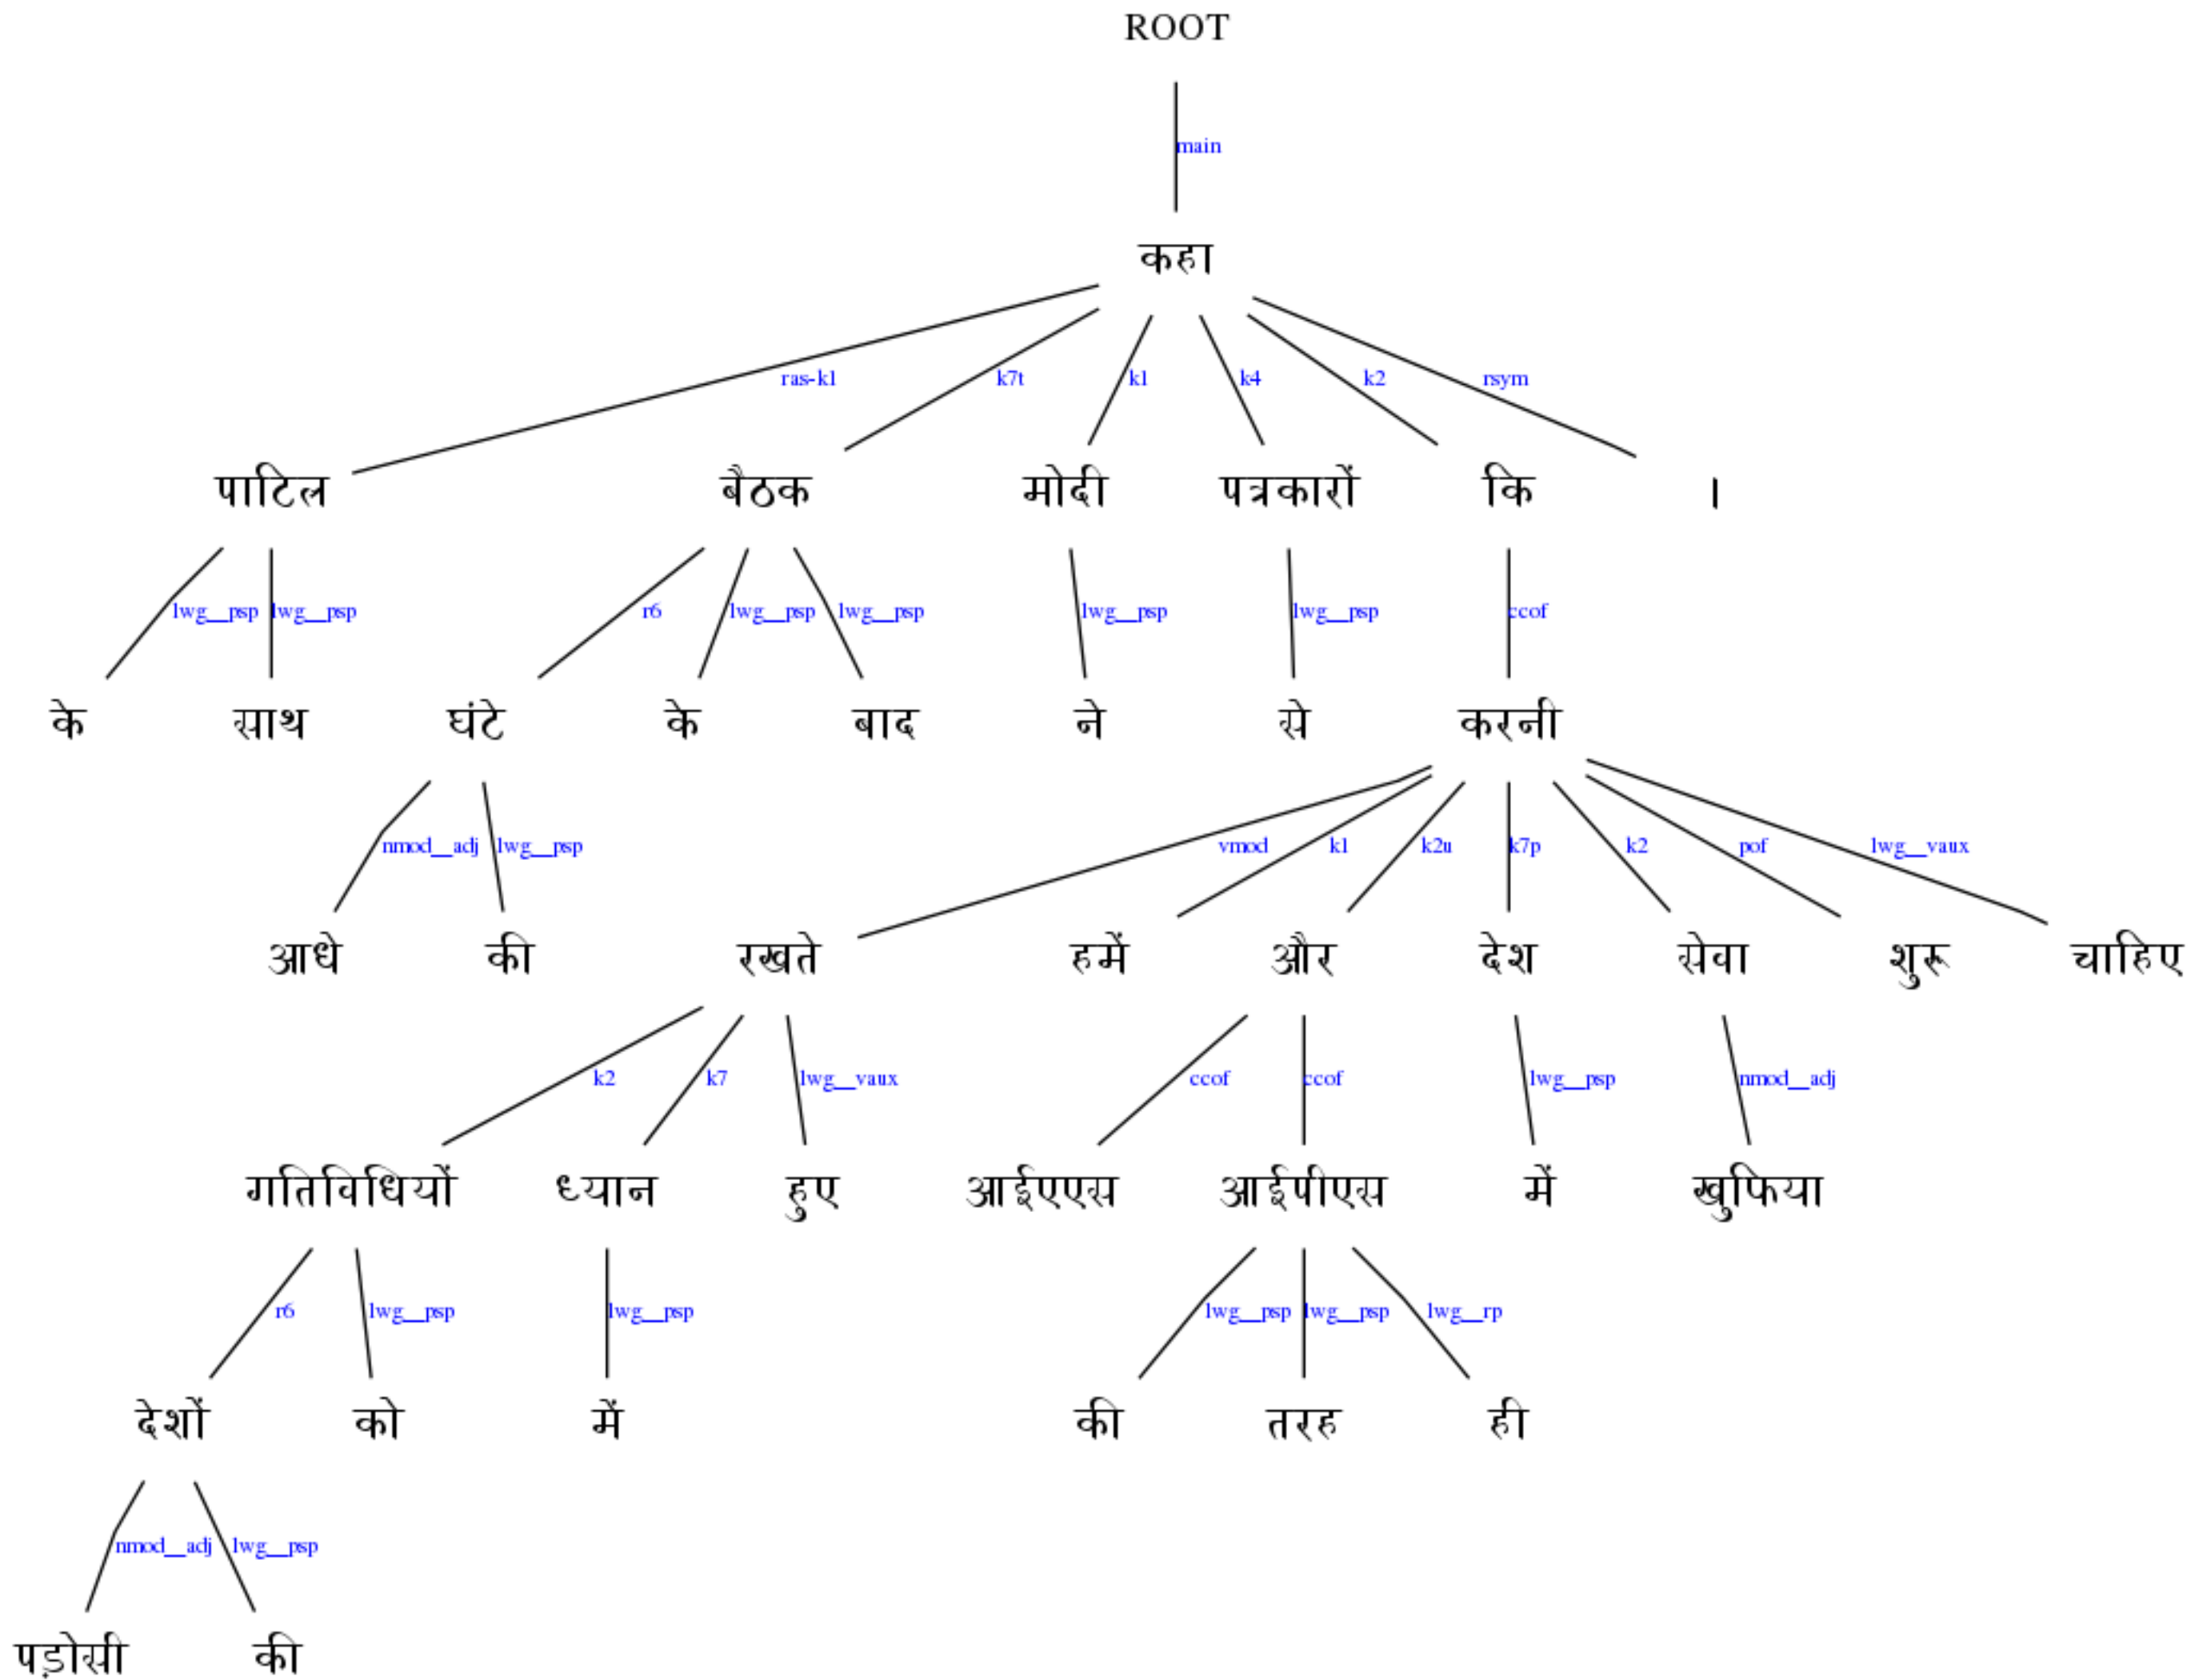 ROOT
main
कहा
ras-k1 k7t k1 k4 k2 rsym
पाटिल बैठक मोदी पत्रकारों कि ।
lwg__psp lwg__psp r6 lwg__psp lwg__psp lwg__psp lwg__psp ccof
के साथ घंटे के बाद ने से करनी
nmod__adj lwg__psp vmod k1 k2u k7p k2 pof lwg__vaux
आधे की रखते हमें और देश सेवा शुरू चाहिए
k2 k7 lwg__vaux ccof ccof lwg__psp nmod__adj
गतिविधियों ध्यान हुए आईएएस आईपीएस में खुफिया
r6 lwg__psp lwg__psp lwg__psp lwg__psp lwg__rp
देशों को में की तरह ही
nmod__adj lwg__psp
पड़ोसी की